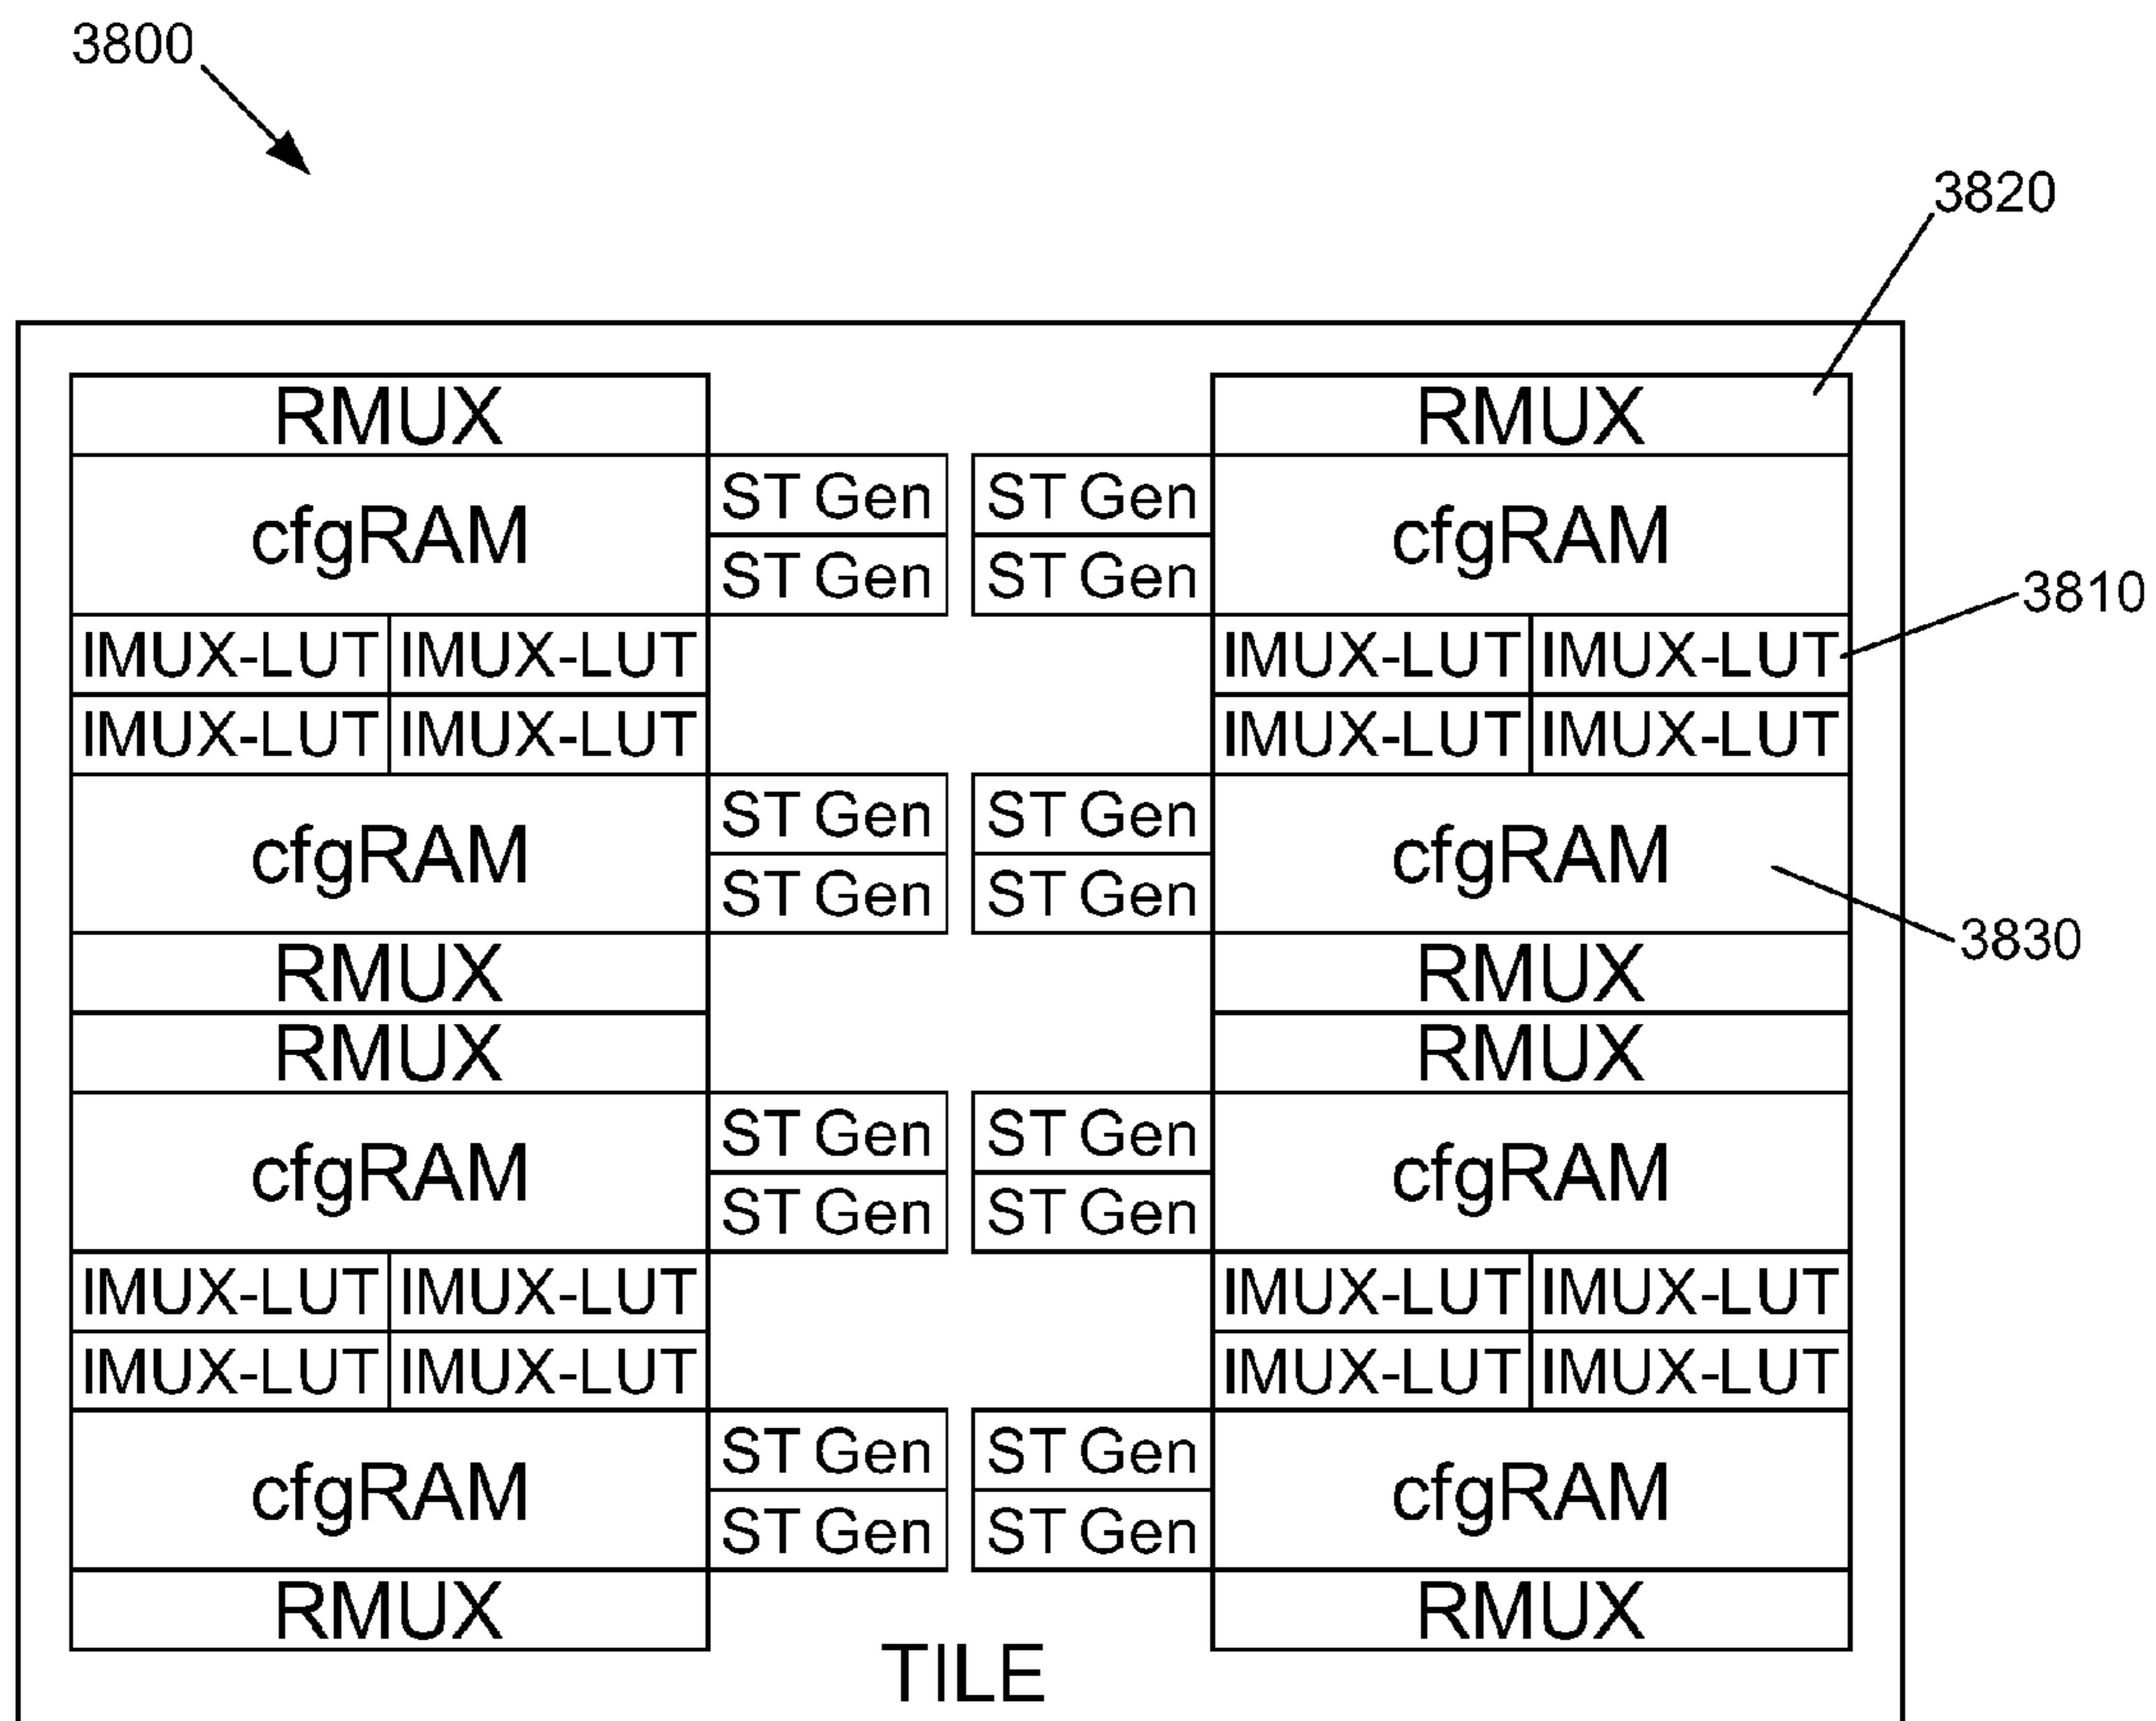 3800
3820
RMUX RMUX
cfgRAM ST Gen ST Gen cfgRAM
ST Gen ST Gen
3810
IMUX-LUT IMUX-LUT IMUX-LUT IMUX-LUT
IMUX-LUT IMUX-LUT IMUX-LUT IMUX-LUT
cfgRAM ST Gen ST Gen cfgRAM
ST Gen ST Gen
3830
RMUX RMUX
RMUX RMUX
cfgRAM ST Gen ST Gen cfgRAM
ST Gen ST Gen
IMUX-LUT IMUX-LUT IMUX-LUT IMUX-LUT
IMUX-LUT IMUX-LUT IMUX-LUT IMUX-LUT
cfgRAM ST Gen ST Gen cfgRAM
ST Gen ST Gen
RMUX RMUX
TILE